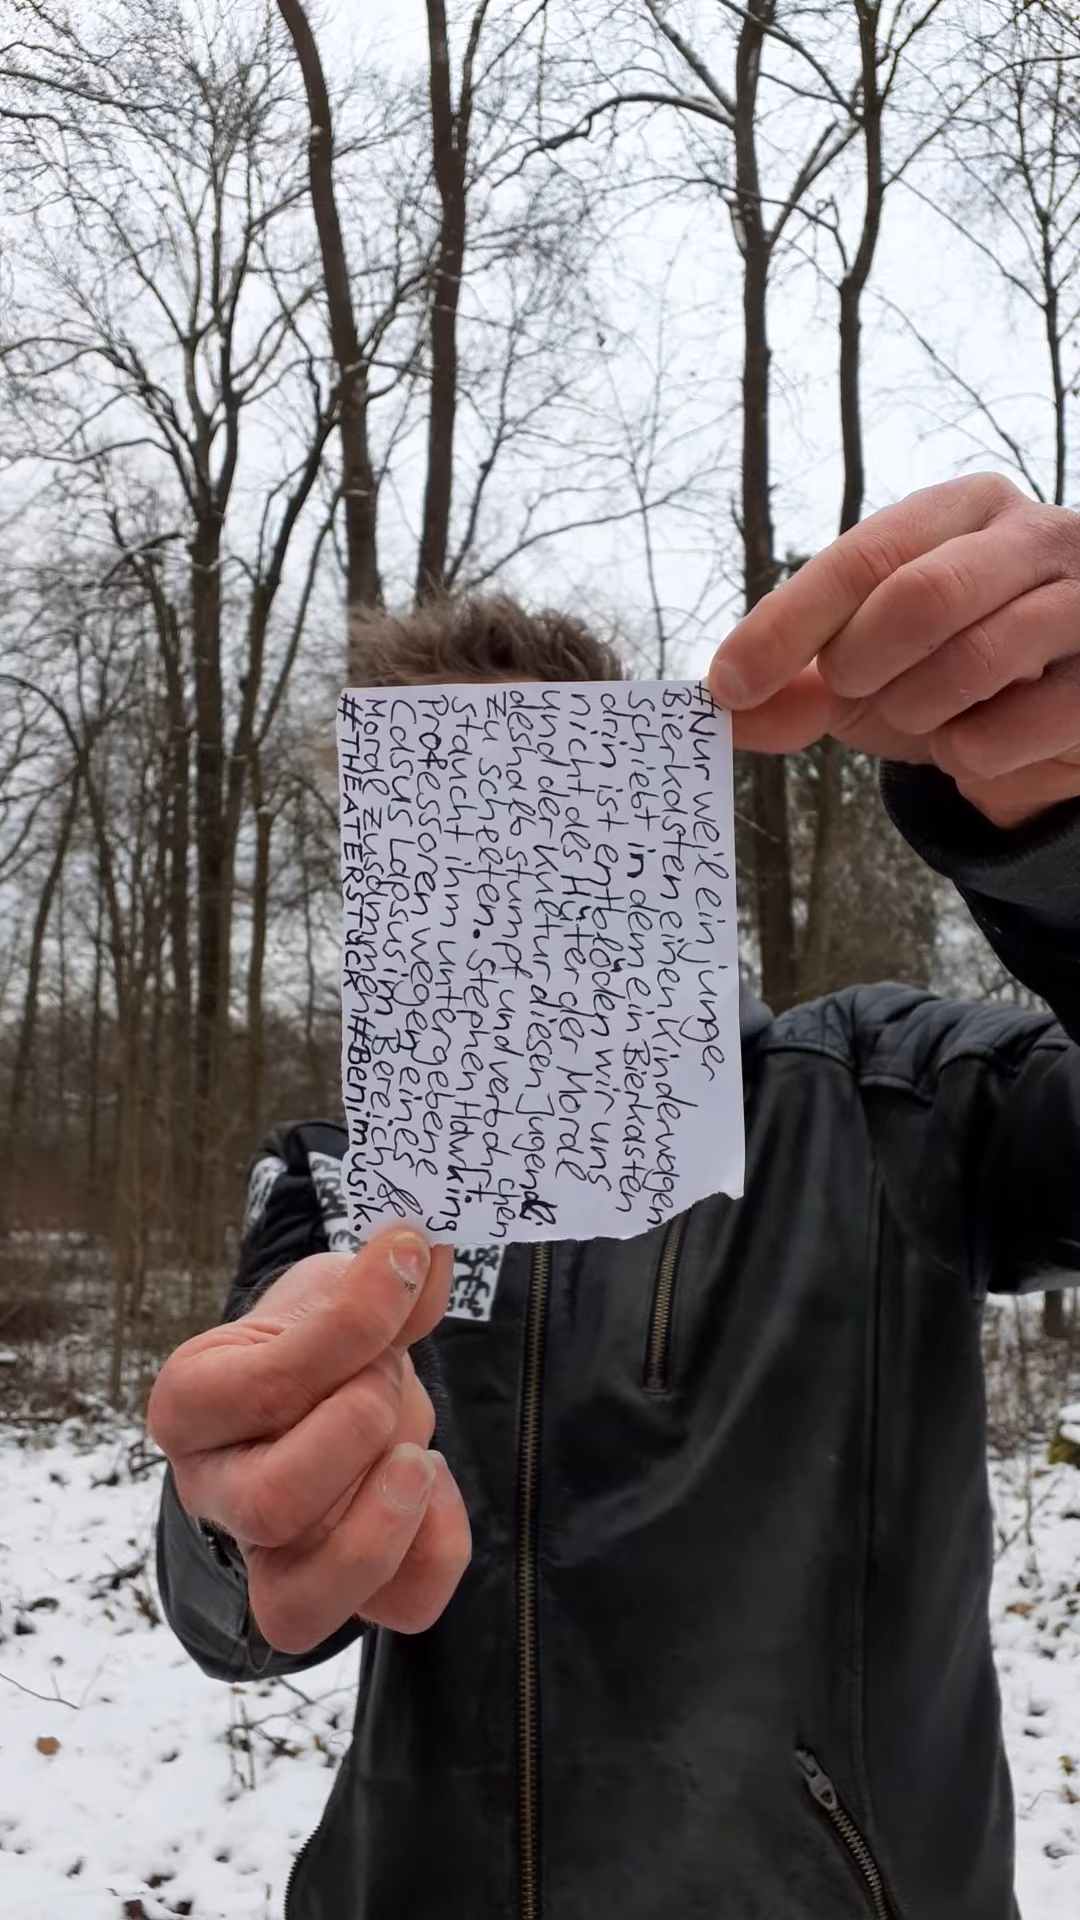 #Nur weil ein junger
Bierkasten einen Kinderwagen
schiebt in dem ein Bierkasten
drin ist entblöden wir uns
nicht des Hüter der Moral
und der Kultur diesen Jugend
deshalb stumpf und verbohrt
zu schelten. Stephen Hawking
staucht ihm untergebene
Professoren wegen eines
Casus Lapsus im Bereich
Moral zusammen
#THEATERSTÜCK #Benimusik.